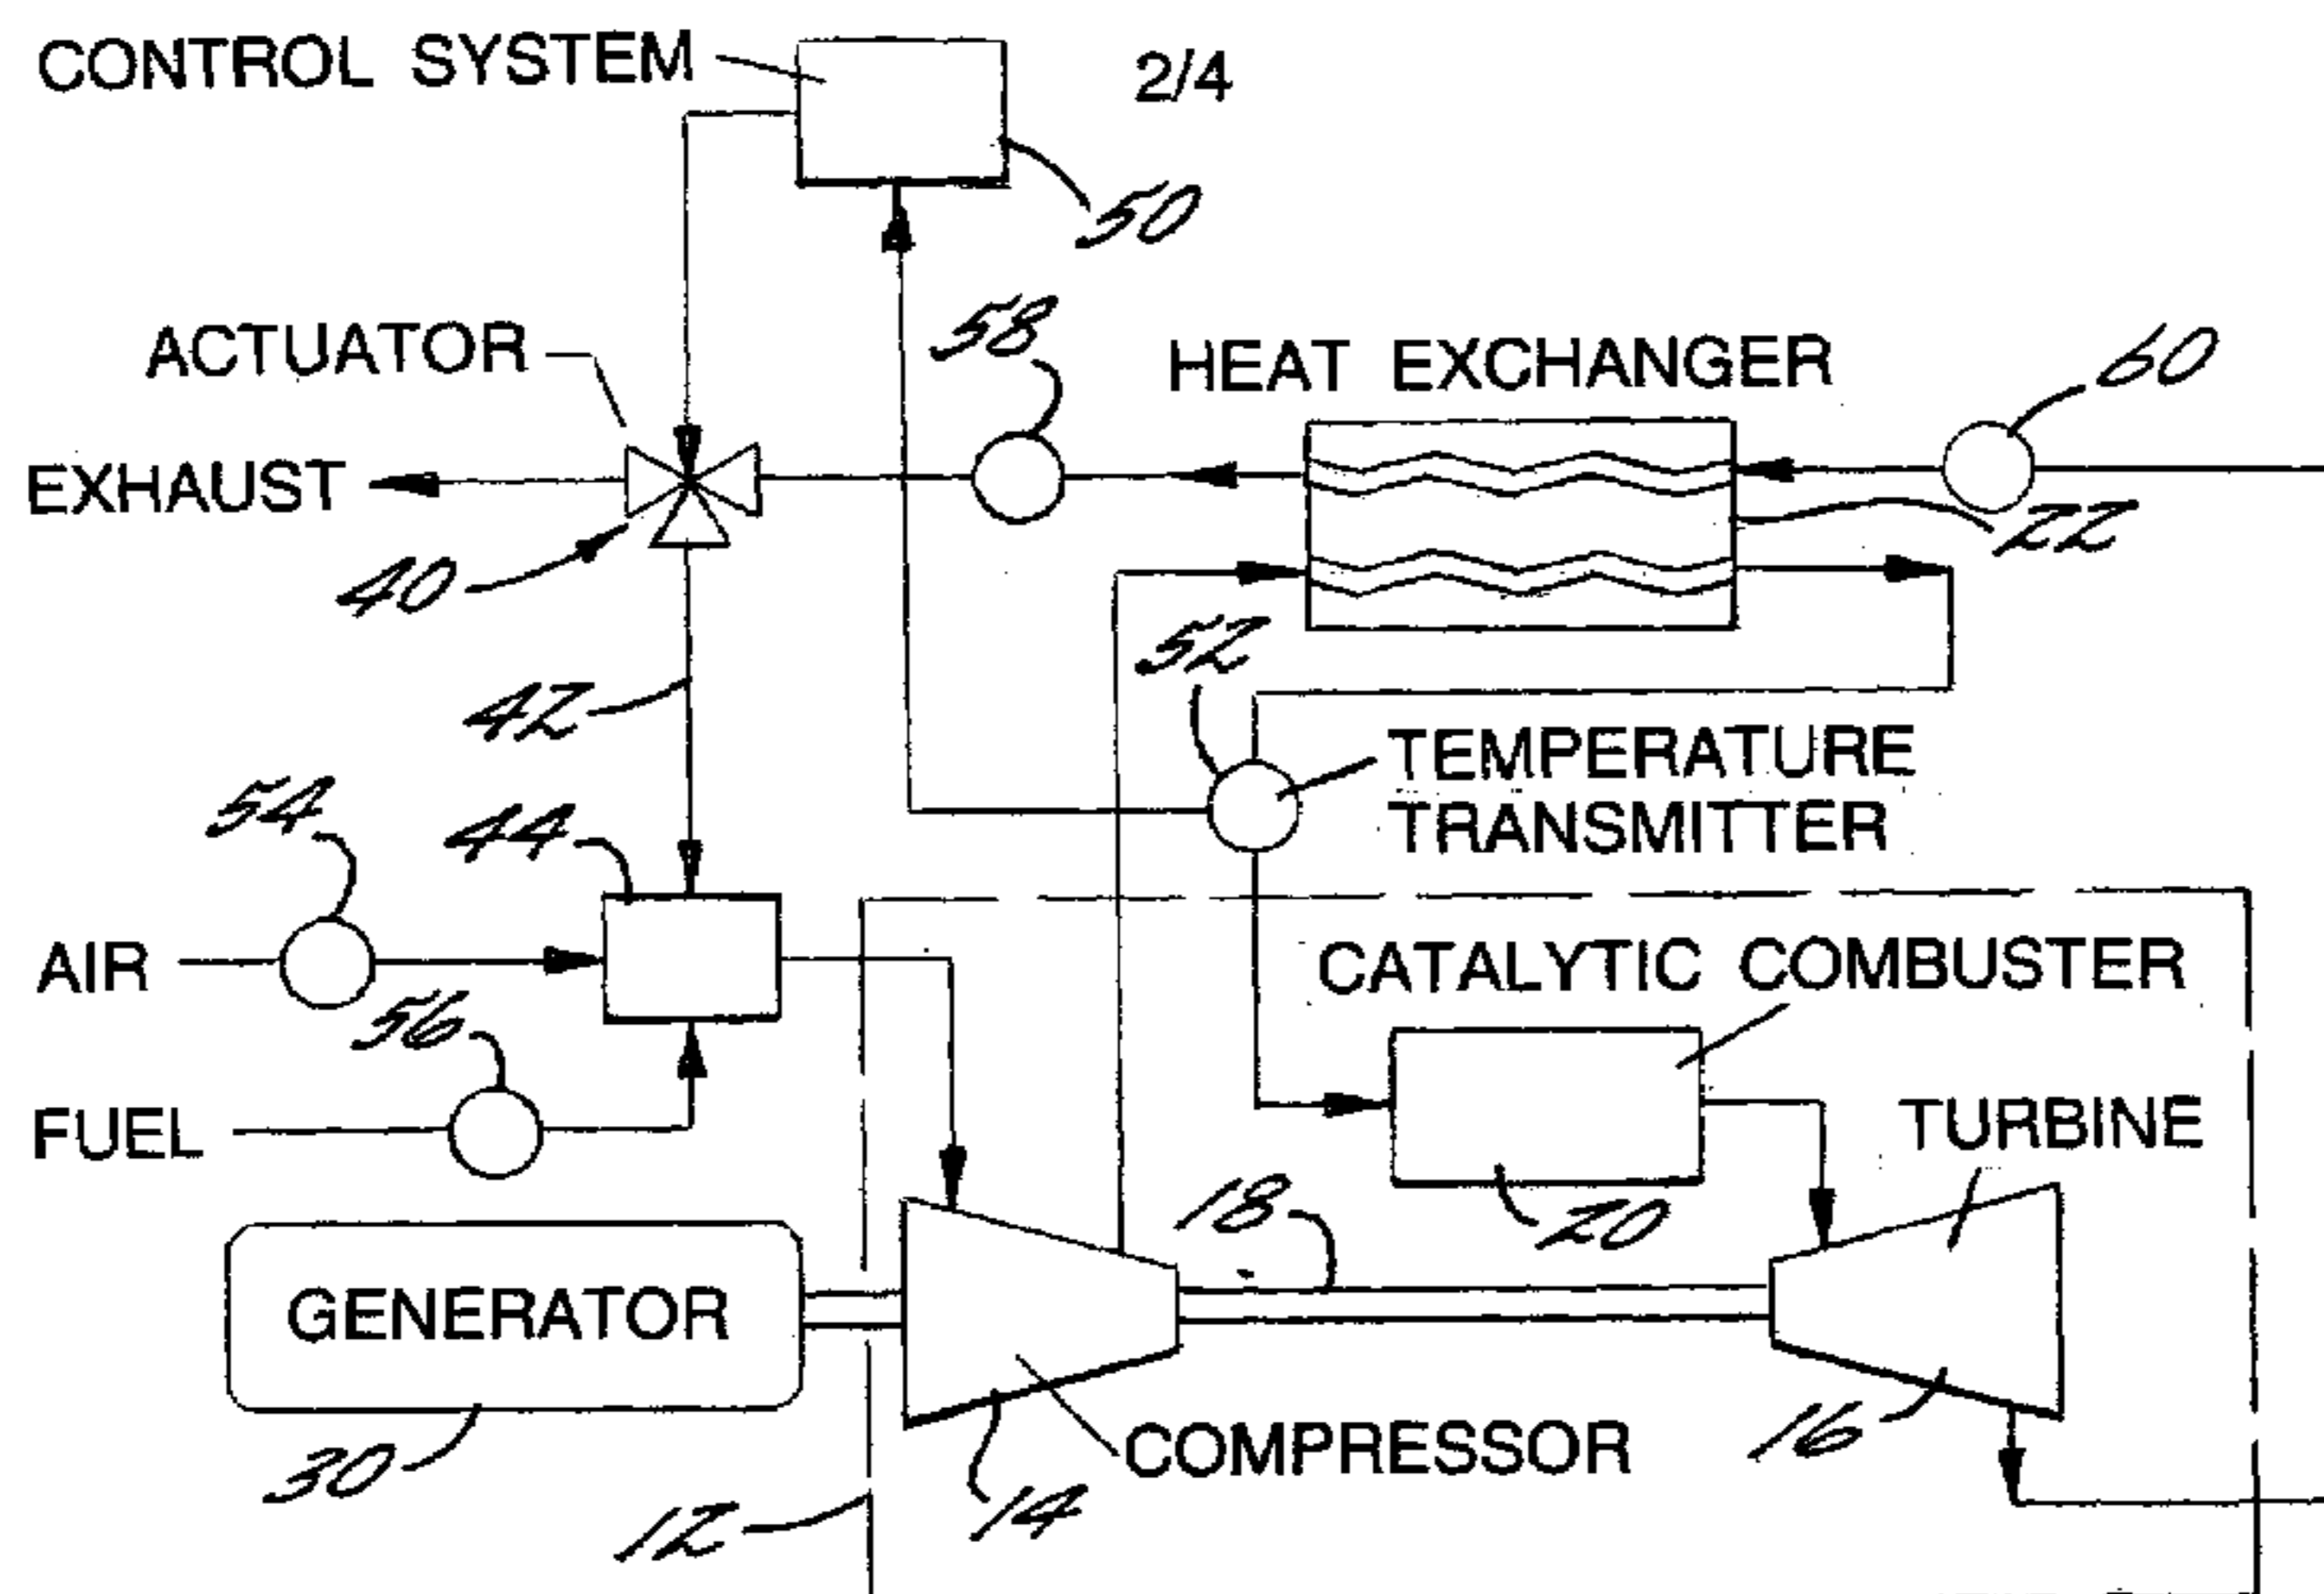 CONTROL SYSTEM
2/4
50
ACTUATOR
58
HEAT EXCHANGER
60
EXHAUST
40
22
52
42
TEMPERATURE
TRANSMITTER
54
44
AIR
CATALYTIC COMBUSTER
56
FUEL
TURBINE
18
20
GENERATOR
COMPRESSOR
16
30
12
14